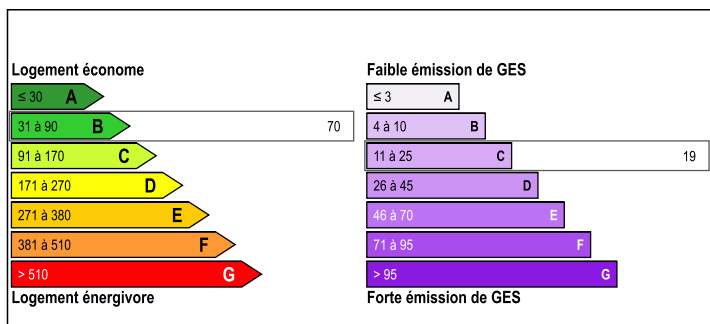 Logement économe
≤ 30 A
31 à 90 B 70
91 à 170 C
171 à 270 D
271 à 380 E
381 à 510 F
> 510 G
Logement énergivore
Faible émission de GES
≤ 3 A
4 à 10 B
11 à 25 C 19
26 à 45 D
46 à 70 E
71 à 95 F
> 95 G
Forte émission de GES